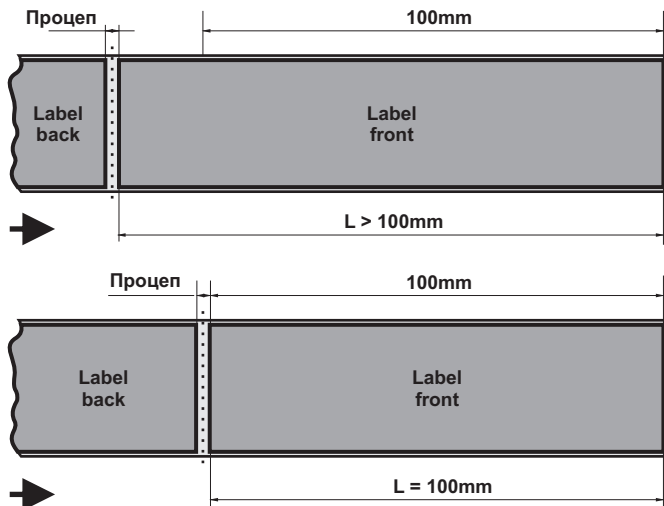 Процеп
100mm
Label
back
Label
front
L > 100mm
Процеп
100mm
Label
back
Label
front
L = 100mm